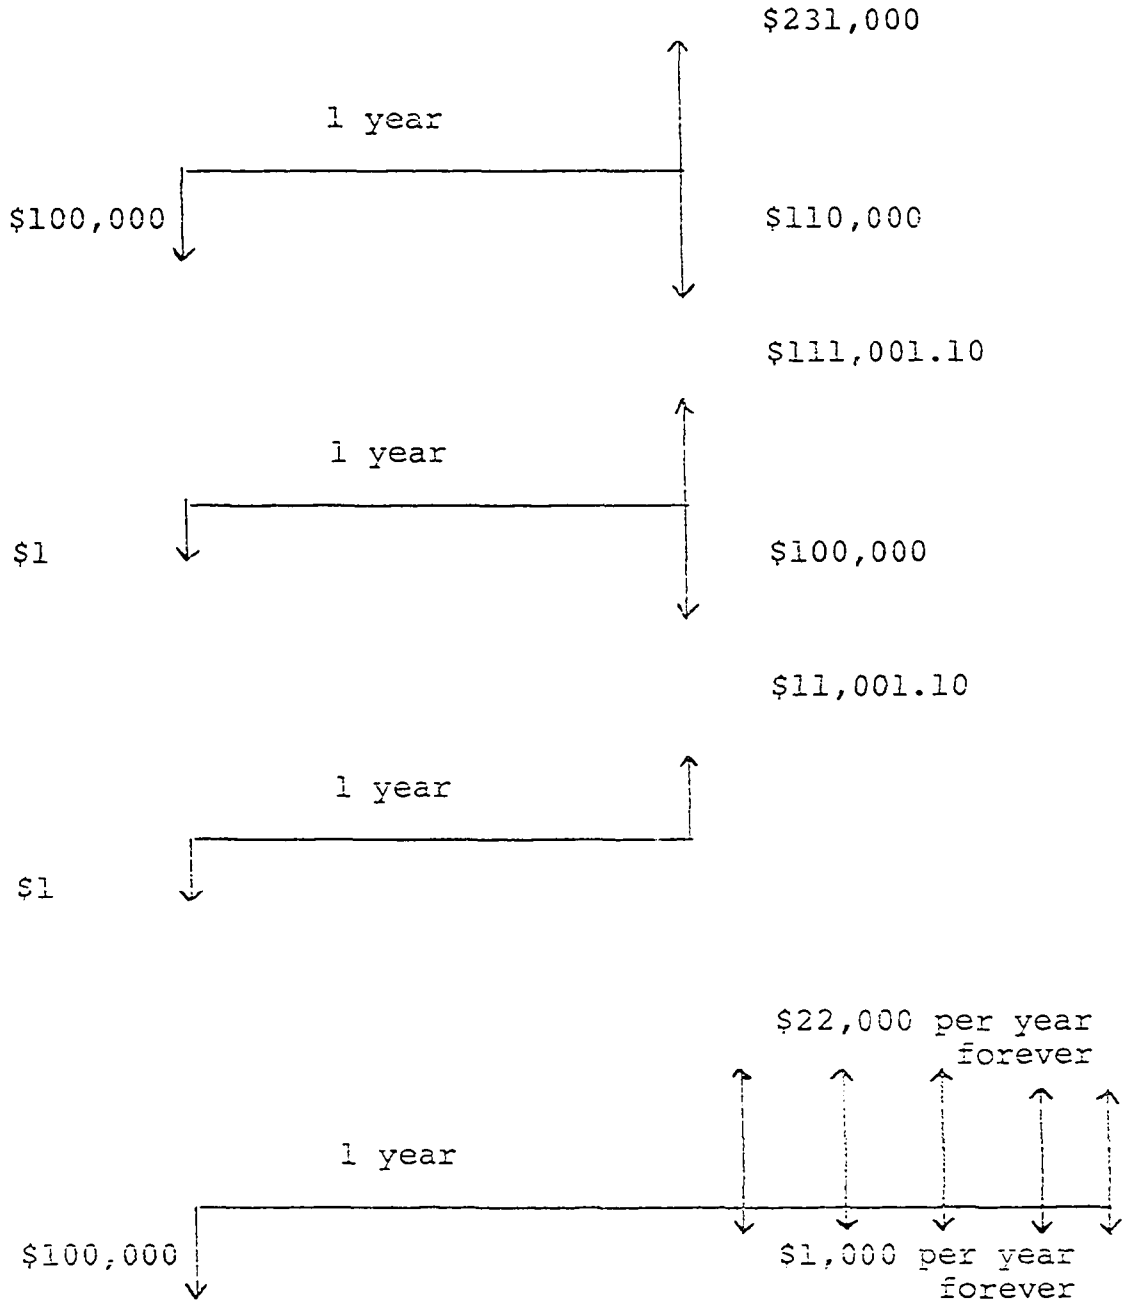 $231,000
1 year
$100,000
$110,000
$111,001.10
1 year
$1
$100,000
$11,001.10
1 year
$1
$22,000 per year
forever
1 year
$100,000
$1,000 per year
forever